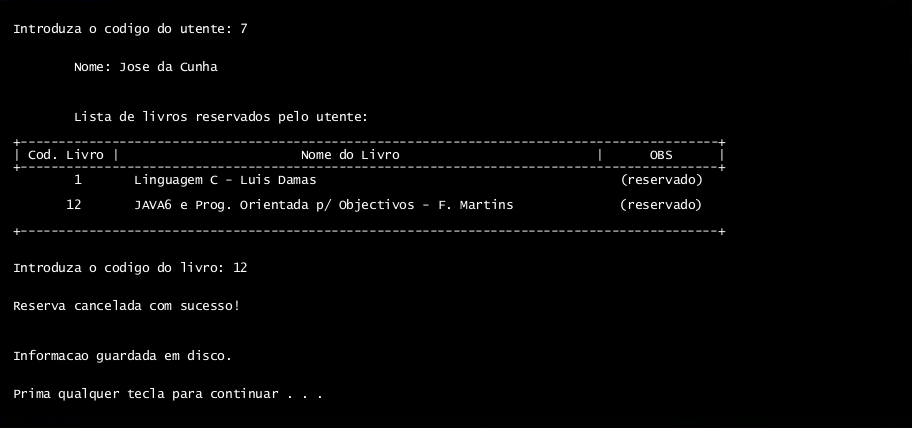 Introduza o codigo do utente: 7
Nome: Jose da Cunha
Lista de livros reservados pelo utente:
+--------------------------------------------------------------------------------------------+
| Cod. Livro | Nome do Livro | OBS |
+--------------------------------------------------------------------------------------------+
1 Linguagem C - Luis Damas (reservado)
12 JAVA6 e Prog. Orientada p/ Objectivos - F. Martins (reservado)
+--------------------------------------------------------------------------------------------+
Introduza o codigo do livro: 12
Reserva cancelada com sucesso!
Informacao guardada em disco.
Prima qualquer tecla para continuar . . .